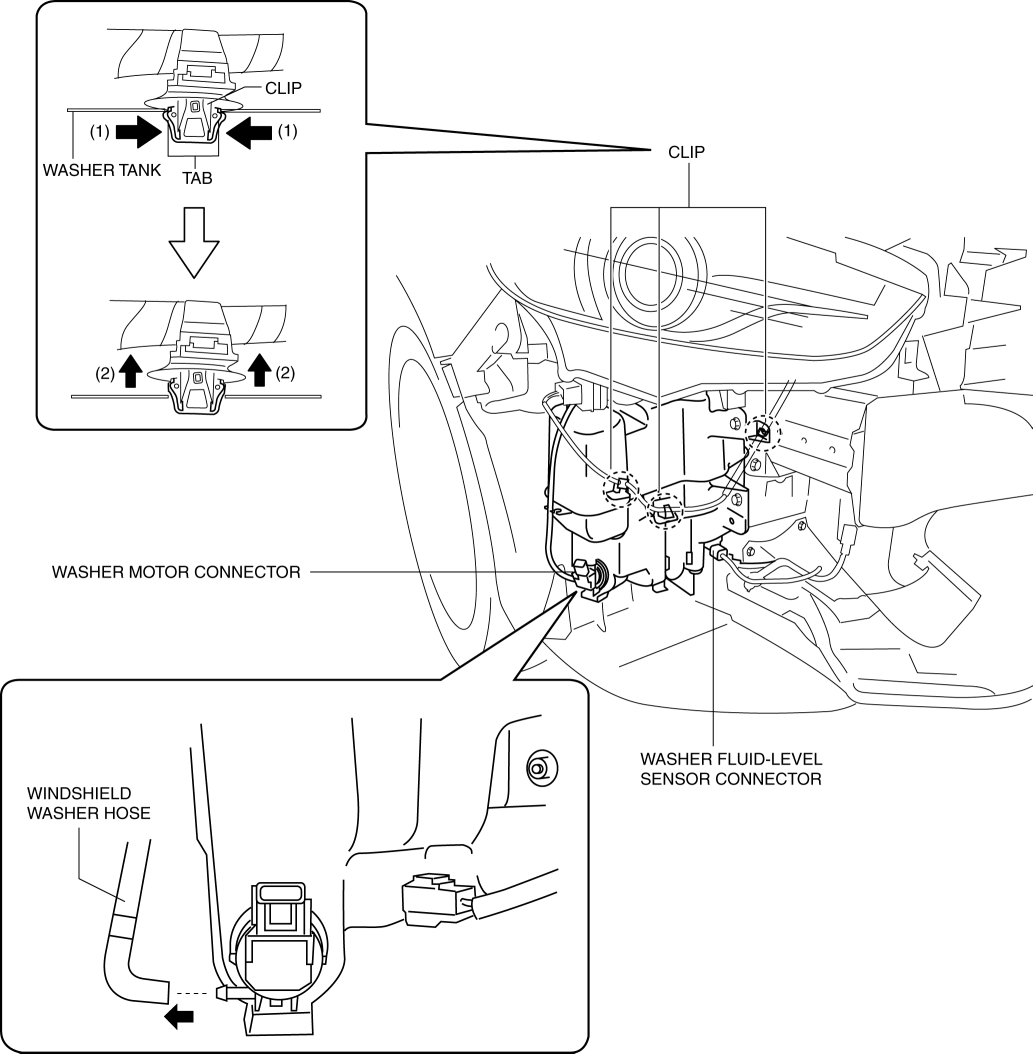 CLIP
(1)
(1)
WASHER TANK
TAB
(2)
(2)
CLIP
WASHER MOTOR CONNECTOR
WASHER FLUID-LEVEL
SENSOR CONNECTOR
WINDSHIELD
WASHER HOSE